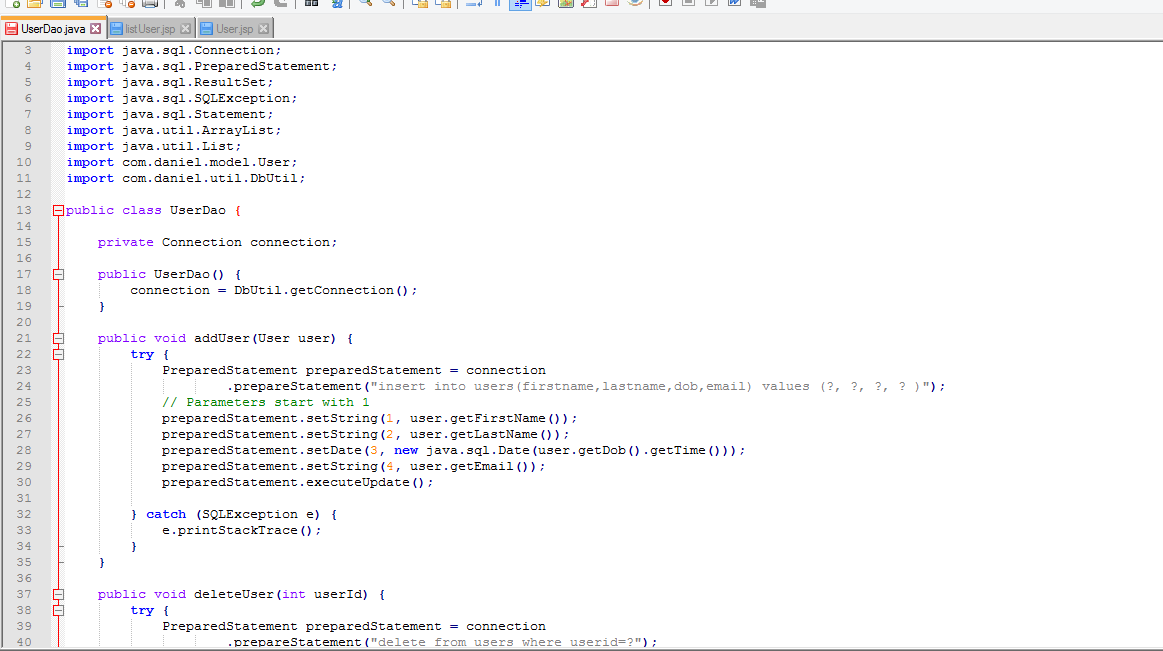 UserDao.java listUser.jsp User.jsp
3 import java.sql.Connection;
4 import java.sql.PreparedStatement;
5 import java.sql.ResultSet;
6 import java.sql.SQLException;
7 import java.sql.Statement;
8 import java.util.ArrayList;
9 import java.util.List;
10 import com.daniel.model.User;
11 import com.daniel.util.DbUtil;
12
13 public class UserDao {
14
15     private Connection connection;
16
17     public UserDao() {
18         connection = DbUtil.getConnection();
19     }
20
21     public void addUser(User user) {
22         try {
23             PreparedStatement preparedStatement = connection
24                     .prepareStatement("insert into users(firstname,lastname,dob,email) values (?, ?, ?, ? )");
25             // Parameters start with 1
26             preparedStatement.setString(1, user.getFirstName());
27             preparedStatement.setString(2, user.getLastName());
28             preparedStatement.setDate(3, new java.sql.Date(user.getDob().getTime()));
29             preparedStatement.setString(4, user.getEmail());
30             preparedStatement.executeUpdate();
31
32         } catch (SQLException e) {
33             e.printStackTrace();
34         }
35     }
36
37     public void deleteUser(int userId) {
38         try {
39             PreparedStatement preparedStatement = connection
40                     .prepareStatement("delete from users where userid=?");